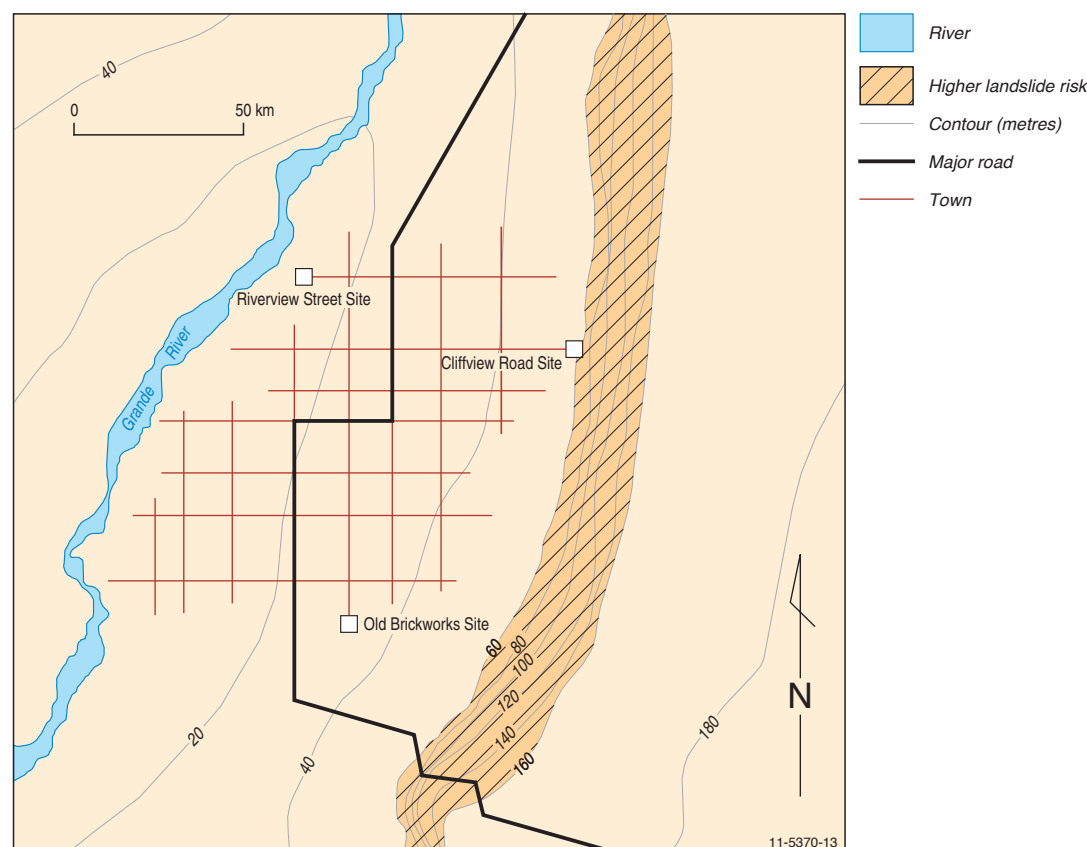 40
0
50 km
Riverview Street Site
Cliffview Road Site
Grande River
Old Brickworks Site
60
80
100
120
140
160
20
40
180
N
11-5370-13
River
Higher landslide risk
Contour (metres)
Major road
Town